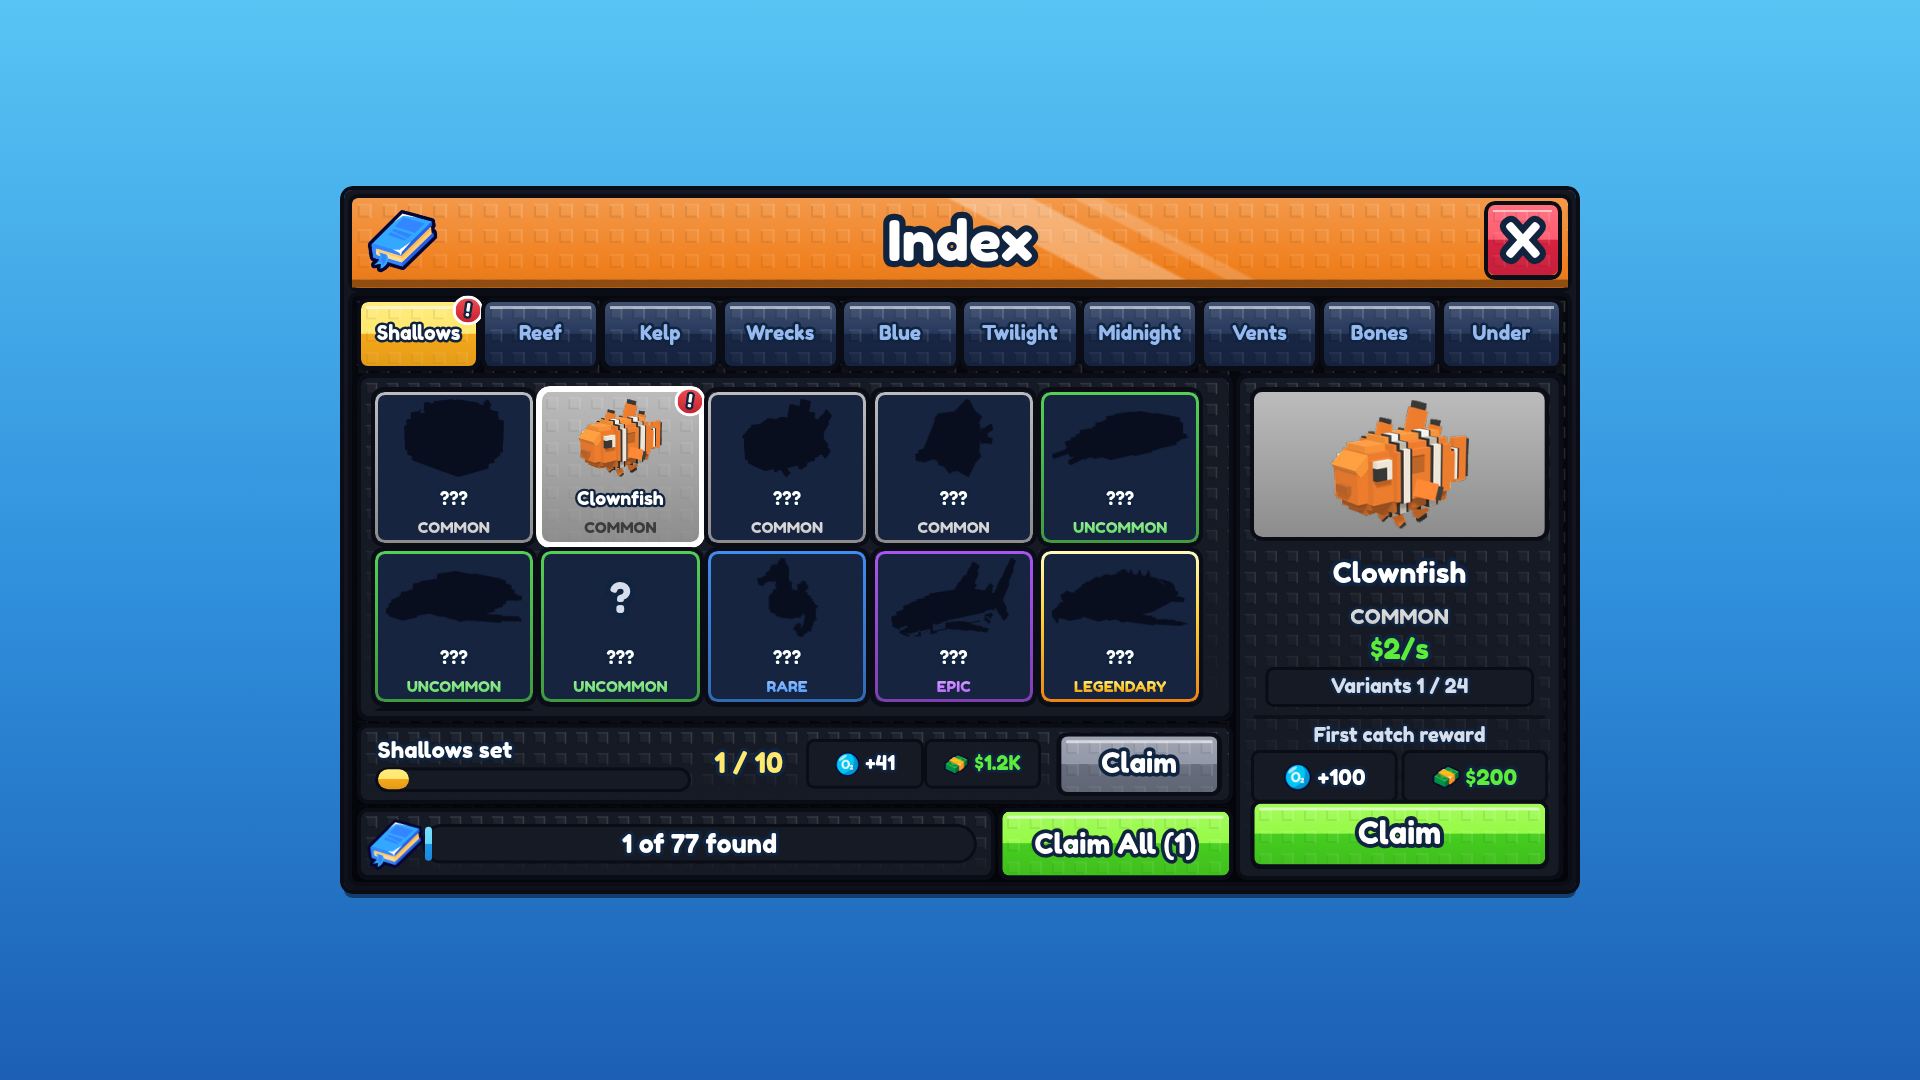 Index
X
Shallows
!
Reef
Kelp
Wrecks
Blue
Twilight
Midnight
Vents
Bones
Under
???
COMMON
!
Clownfish
COMMON
???
COMMON
???
COMMON
???
UNCOMMON
???
UNCOMMON
?
???
UNCOMMON
???
RARE
???
EPIC
???
LEGENDARY
Shallows set
1 / 10
O₂ +41
$1.2K
Claim
1 of 77 found
Claim All (1)
Clownfish
COMMON
$2/s
Variants 1 / 24
First catch reward
O₂ +100
$200
Claim